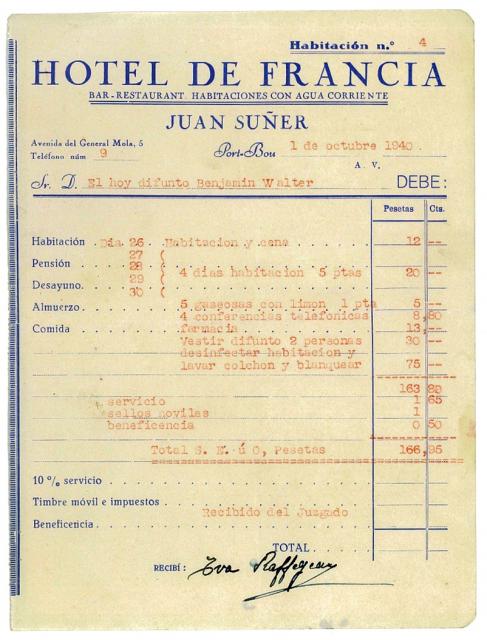 Habitación n.º 4
HOTEL DE FRANCIA
BAR-RESTAURANT. HABITACIONES CON AGUA CORRIENTE
JUAN SUÑER
Avenida del General Mola, 5
Teléfono núm 9
Port-Bou 1 de octubre 1940.
A. V.
Sr. D. El hoy difunto Benjamin Walter DEBE:
Pesetas Cts.
Habitación . Dia 26 . Habitacion y cena 12 --
27 (
Pensión . 28 ( 4 dias habitacion 5 ptas 20 --
Desayuno. 29 (
30 (
Almuerzo. 5 gaseosas con limon 1 pta 5 --
4 conferencias telefonicas 8,80
Comida farmacia 13,--
Vestir difunto 2 personas 30 --
desinfectar habitacion y
lavar colchon y blanquear 75 --
163 80
servicio 1 65
sellos moviles 1
beneficencia 0 50
Total S. E. ú O, Pesetas 166,95
10 % servicio
Timbre móvil e impuestos
Recibido del Juzgado
Beneficencia
TOTAL
RECIBÍ: